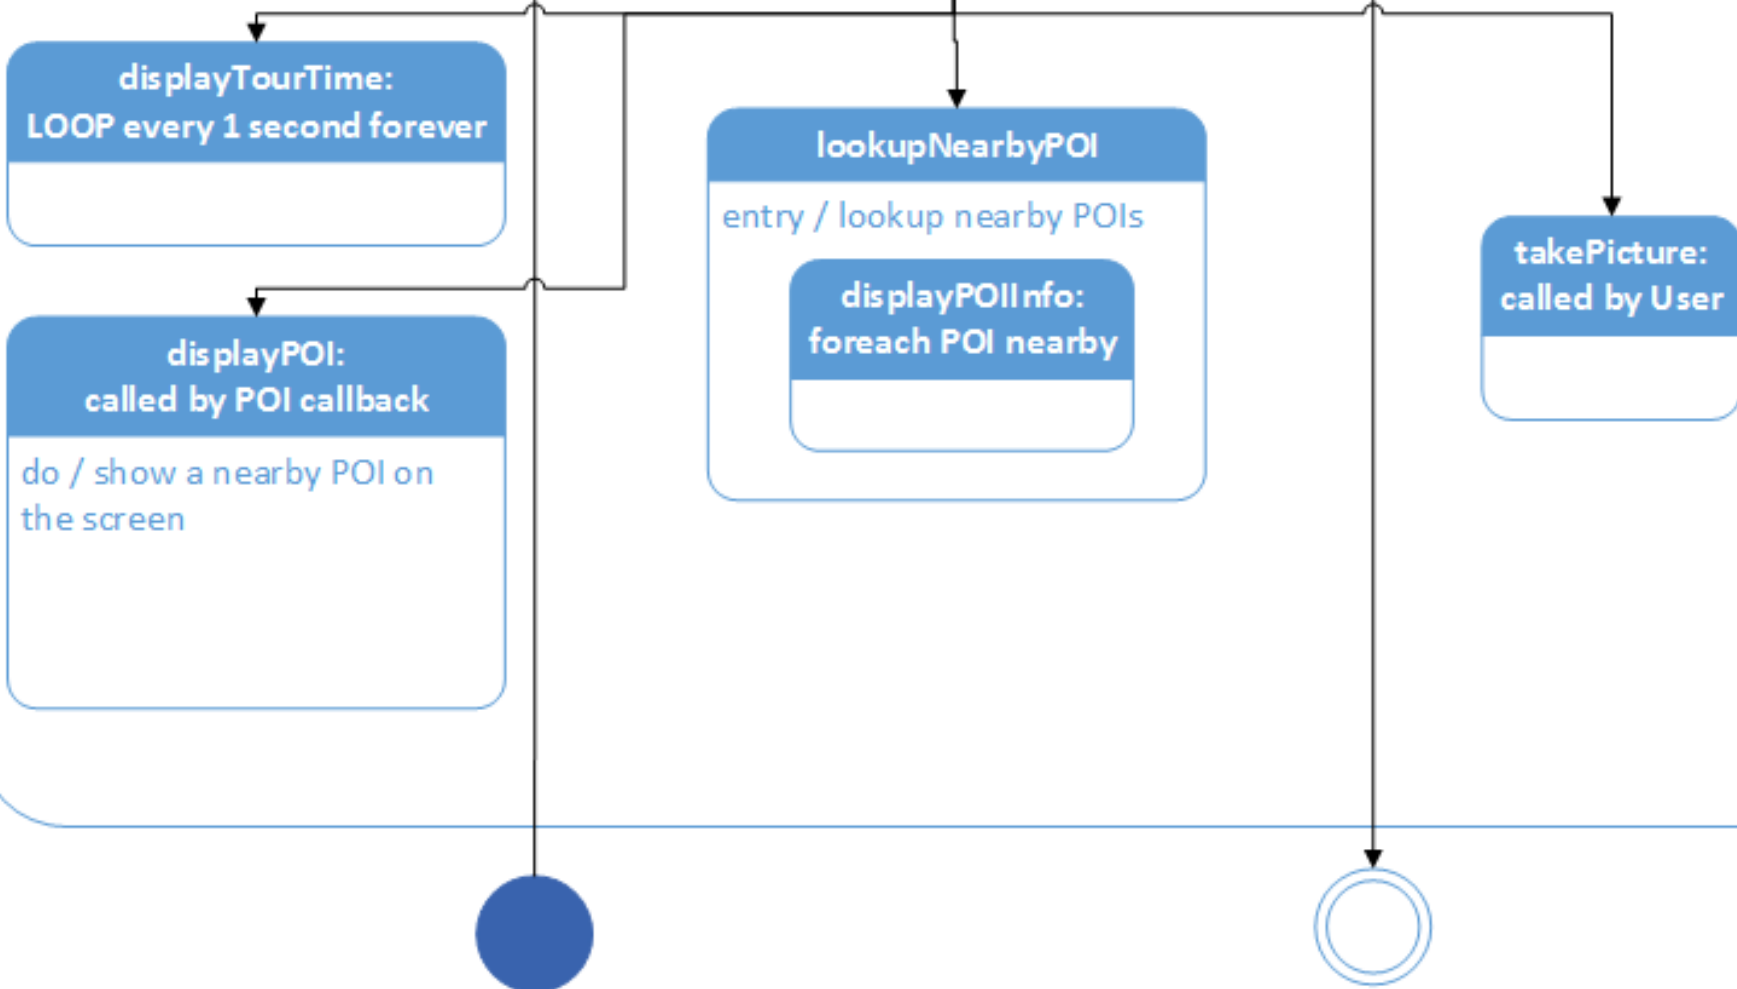 displayTourTime:
LOOP every 1 second forever
lookupNearbyPOI
entry / lookup nearby POIs
displayPOIInfo:
foreach POI nearby
takePicture:
called by User
displayPOI:
called by POI callback
do / show a nearby POI on
the screen